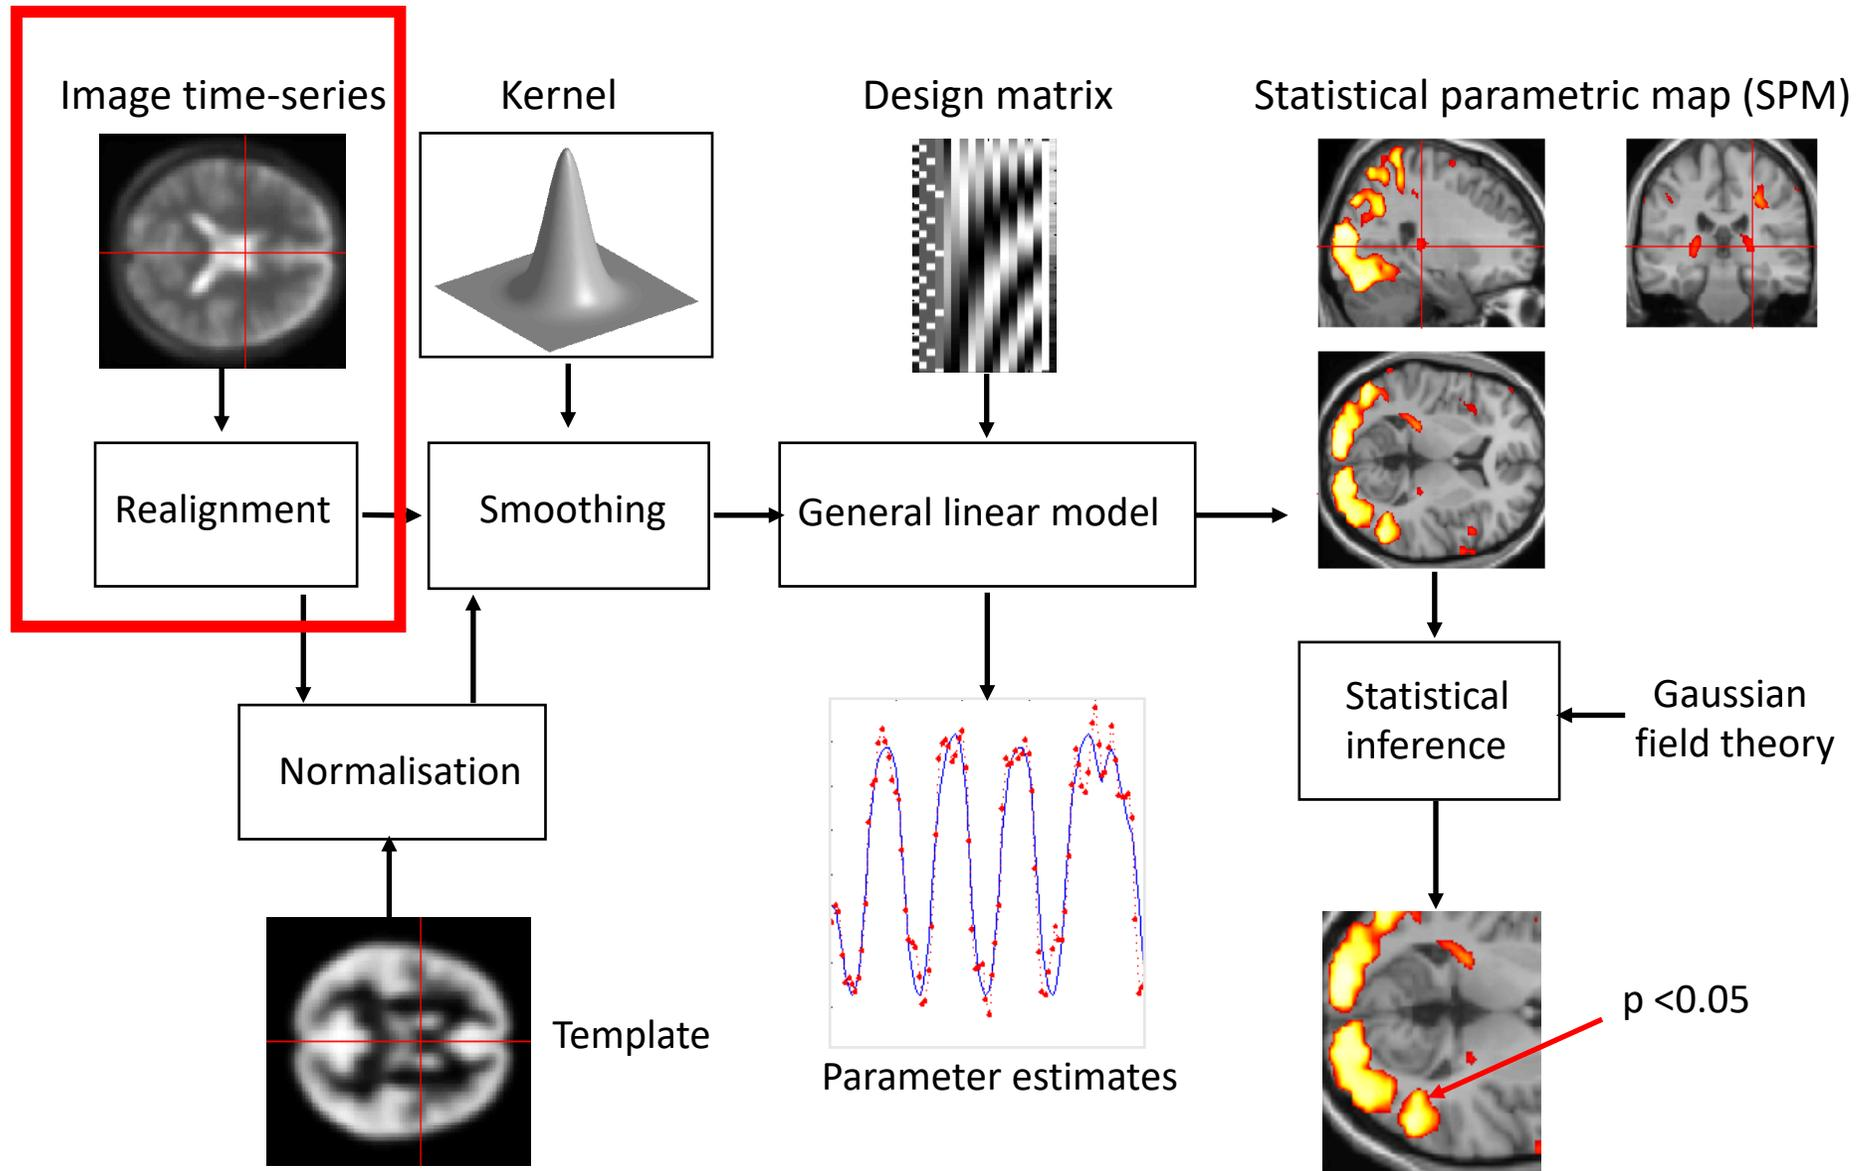 Image time-series
Kernel
Design matrix
Statistical parametric map (SPM)
Realignment
Smoothing
General linear model
Normalisation
Statistical
inference
Gaussian
field theory
Template
Parameter estimates
p <0.05